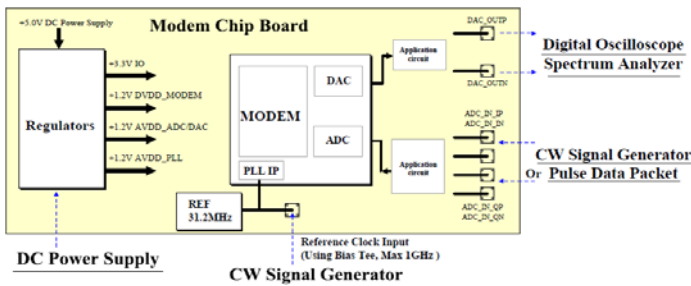 +5.0V DC Power Supply
Modem Chip Board
DAC_OUTP
+3.3V IO
+1.2V DVDD_MODEM
+1.2V AVDD_ADC/DAC
+1.2V AVDD_PLL
Regulators
MODEM
DAC
ADC
PLL IP
Application
circuit
DAC_OUTN
Digital Oscilloscope
Spectrum Analyzer
ADC_IN_IP
ADC_IN_IN
Application
circuit
ADC_IN_QP
ADC_IN_QN
CW Signal Generator
Or Pulse Data Packet
REF
31.2MHz
Reference Clock Input
(Using Bias Tee, Max 1GHz )
DC Power Supply
CW Signal Generator